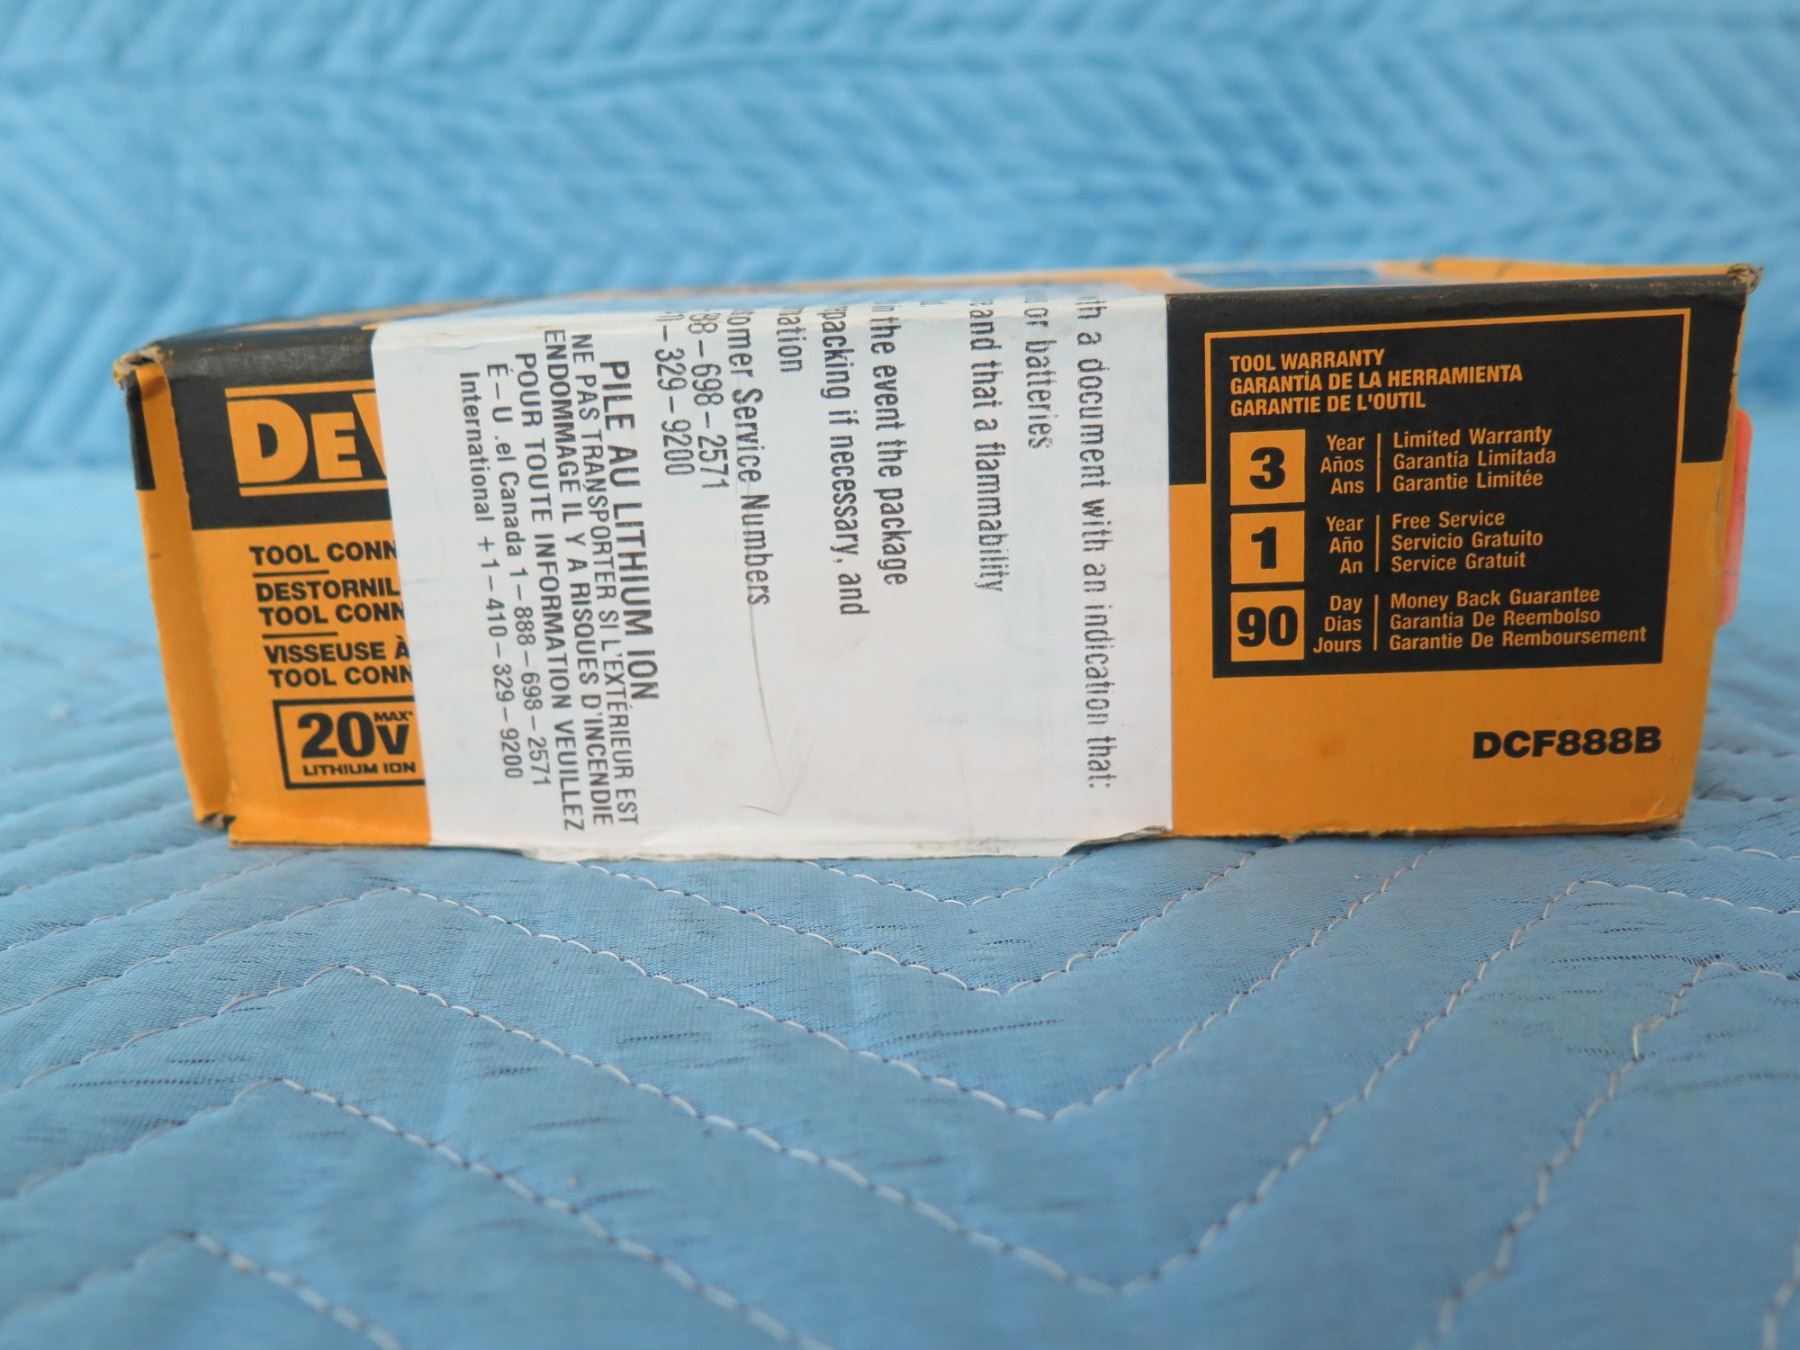 DEW
TOOL CONN
DESTORNIL
TOOL CONN
VISSEUSE À
TOOL CONN
20V MAX*
LITHIUM ION
th a document with an indication that:
or batteries
and that a flammability
in the event the package
packing if necessary, and
mation
omer Service Numbers
88-698-2571
-329-9200
PILE AU LITHIUM ION
NE PAS TRANSPORTER SI L'EXTÉRIEUR EST
ENDOMMAGE IL Y A RISQUES D'INCENDIE
POUR TOUTE INFORMATION VEUILLEZ
É-U .el Canada 1-888-698-2571
International +1-410-329-9200
TOOL WARRANTY
GARANTÍA DE LA HERRAMIENTA
GARANTIE DE L'OUTIL
3 Year Años Ans
Limited Warranty
Garantía Limitada
Garantie Limitée
1 Year Año An
Free Service
Servicio Gratuito
Service Gratuit
90 Day Días Jours
Money Back Guarantee
Garantía De Reembolso
Garantie De Remboursement
DCF888B